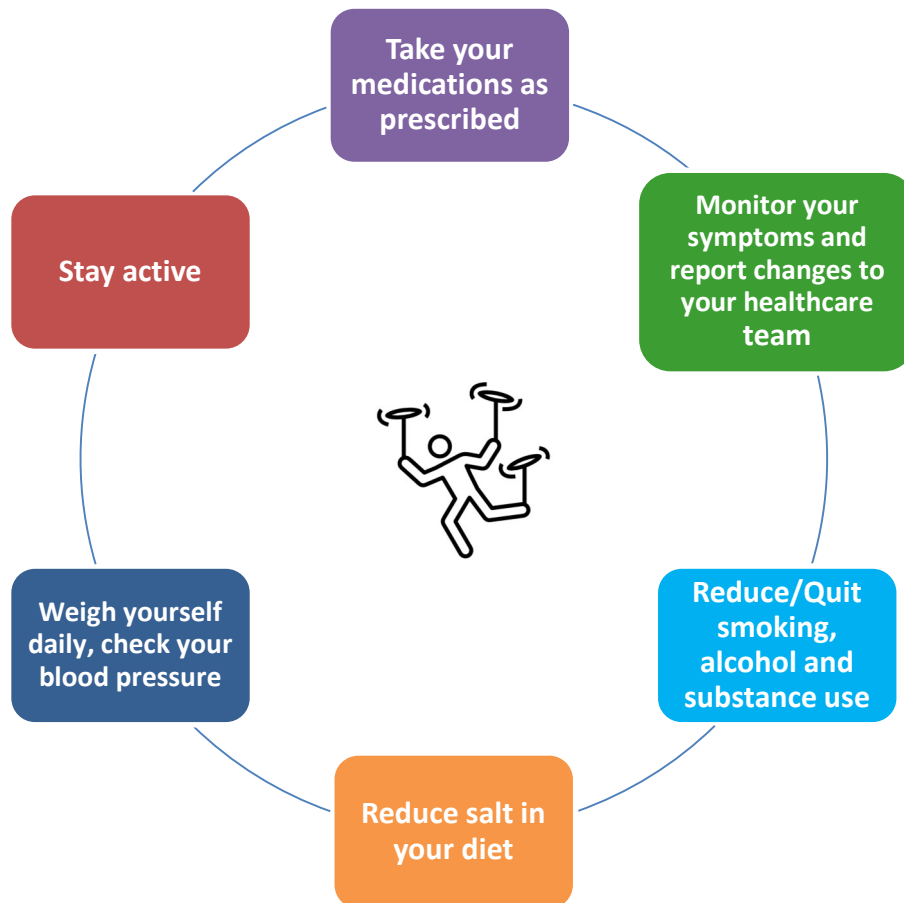 Take your
medications as
prescribed
Monitor your
symptoms and
report changes to
your healthcare
team
Reduce/Quit
smoking,
alcohol and
substance use
Reduce salt in
your diet
Weigh yourself
daily, check your
blood pressure
Stay active